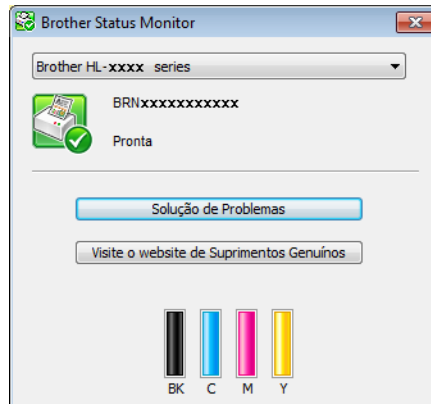 Brother Status Monitor
Brother HL-xxxx series
BRNxxxxxxxxxxx
Pronta
Solução de Problemas
Visite o website de Suprimentos Genuínos
BK C M Y